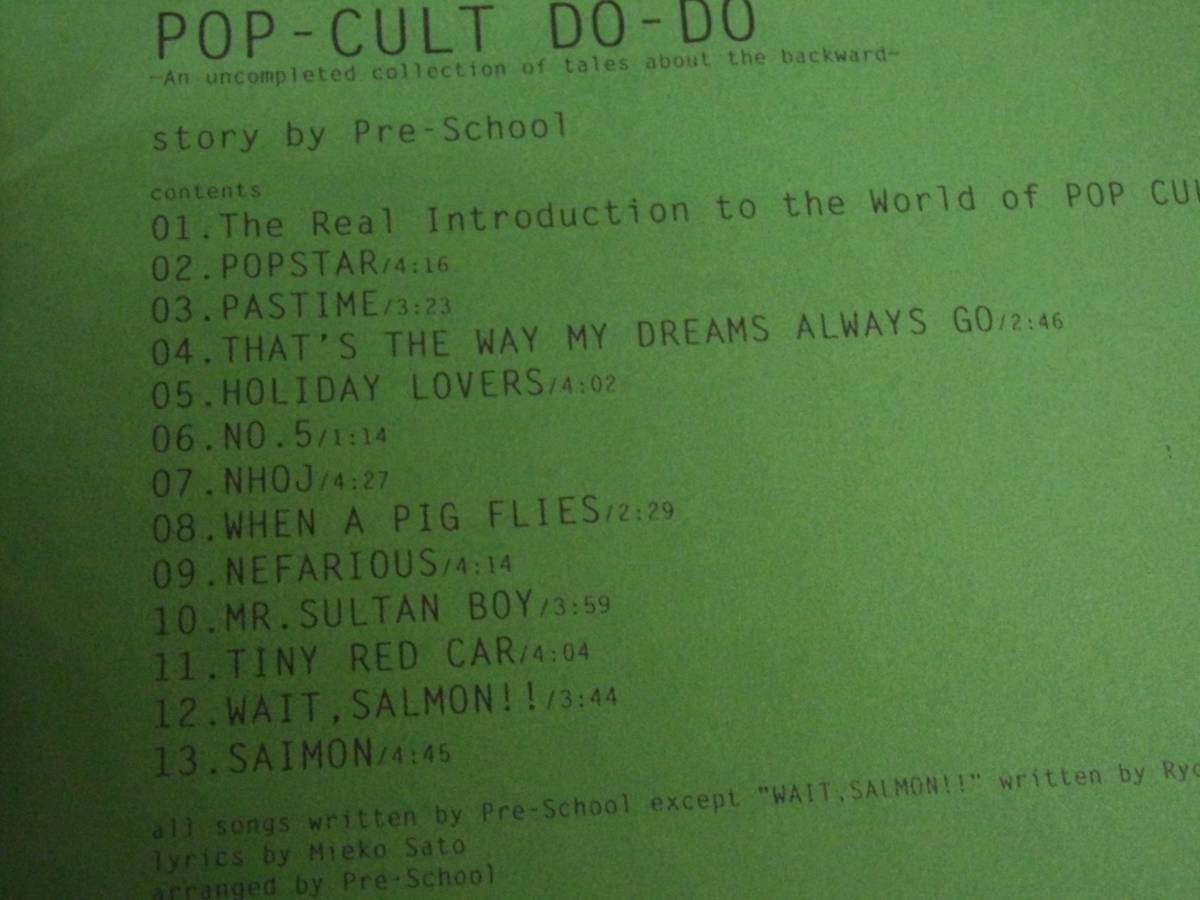 POP-CULT DO-DO
~An uncompleted collection of tales about the backward~
story by Pre-School
contents
01.The Real Introduction to the World of POP
02.POPSTAR/4:16
03.PASTIME/3:23
04.THAT'S THE WAY MY DREAMS ALWAYS GO/2:46
05.HOLIDAY LOVERS/4:02
06.NO.5/1:14
07.NHOJ/4:27
08.WHEN A PIG FLIES/2:29
09.NEFARIOUS/4:14
10.MR.SULTAN BOY/3:59
11.TINY RED CAR/4:04
12.WAIT,SALMON!!/3:44
13.SAIMON/4:45
all songs written by Pre-School except "WAIT,SALMON!!" written by
lyrics by Mieko Sato
arranged by Pre-School